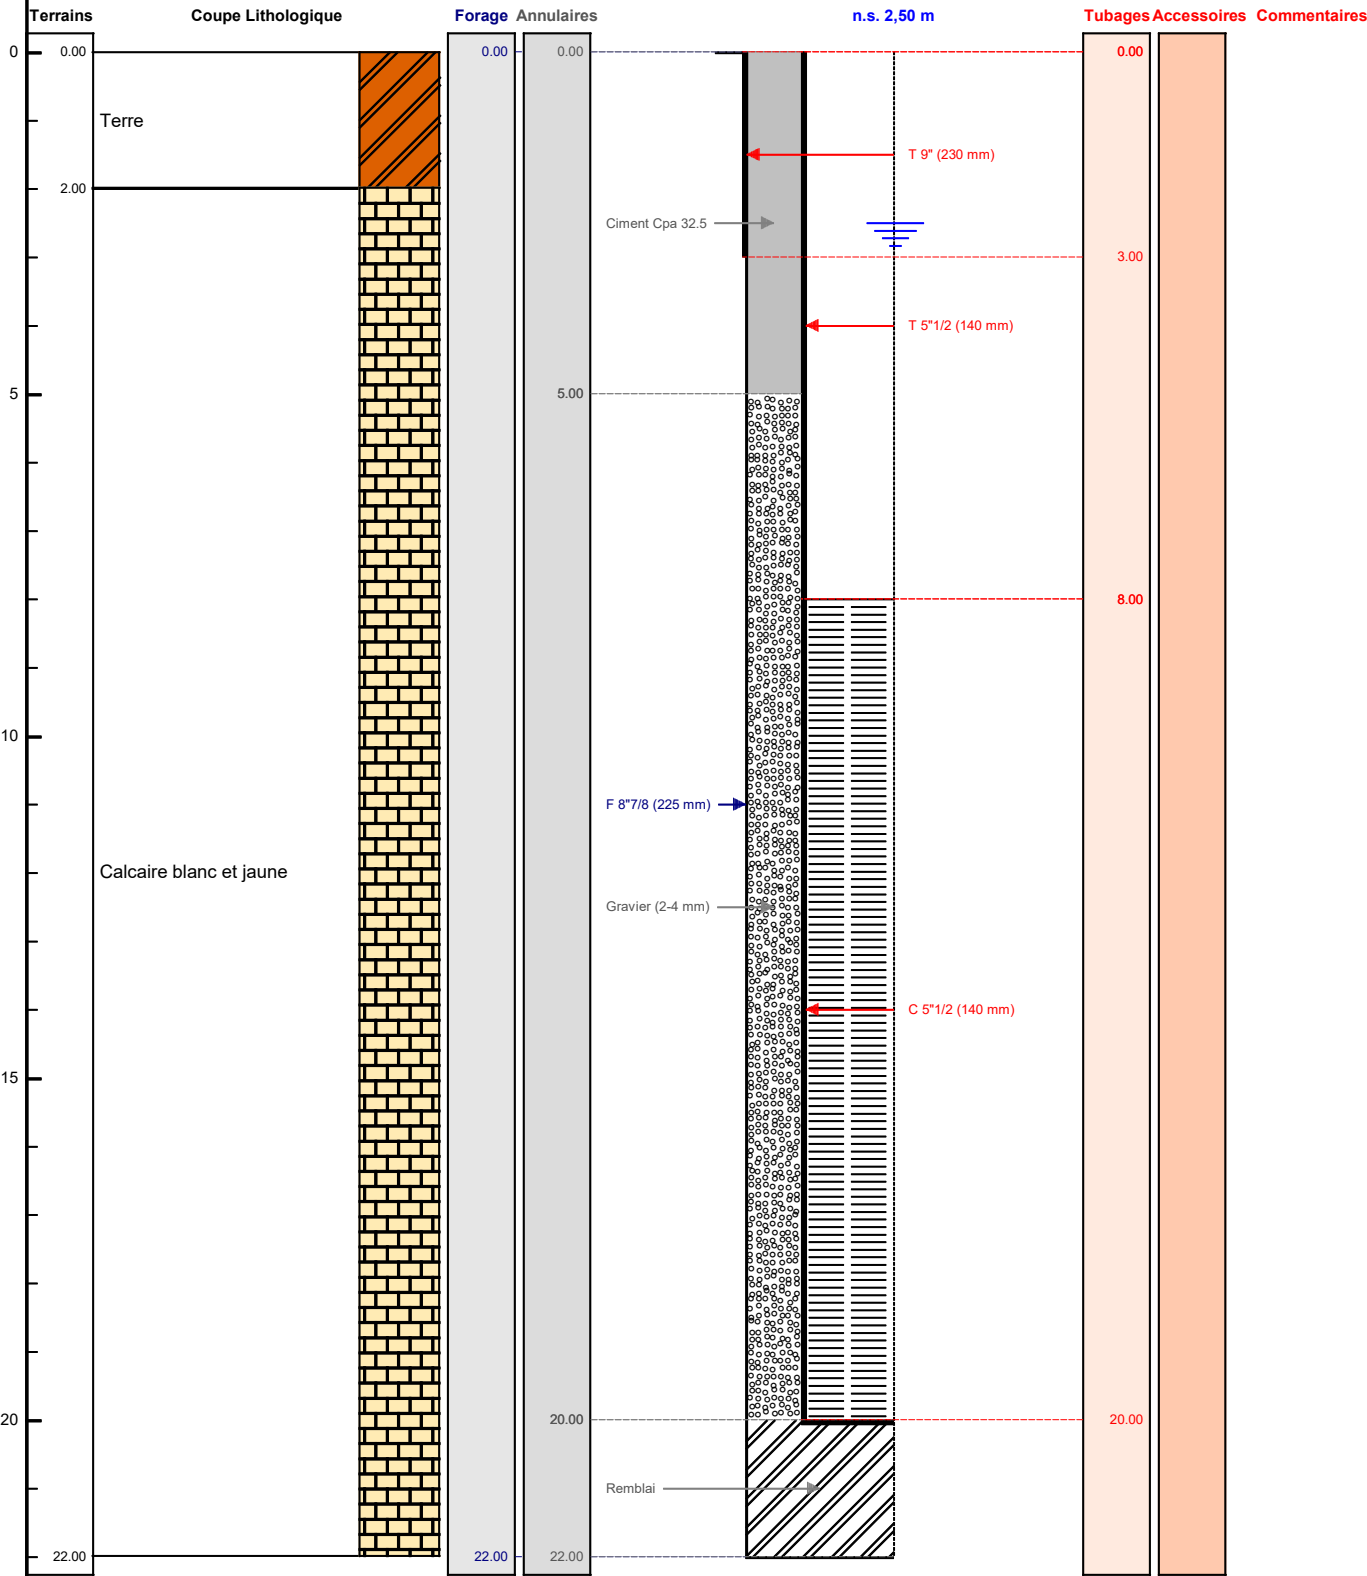 Terrains Coupe Lithologique Forage Annulaires n.s. 2,50 m Tubages Accessoires Commentaires
0 0.00 0.00 0.00 0.00
Terre
T 9" (230 mm)
2.00
Ciment Cpa 32.5
3.00
T 5"1/2 (140 mm)
5 5.00
8.00
10
F 8"7/8 (225 mm)
Calcaire blanc et jaune
Gravier (2-4 mm)
C 5"1/2 (140 mm)
15
20 20.00 20.00
Remblai
22.00 22.00 22.00